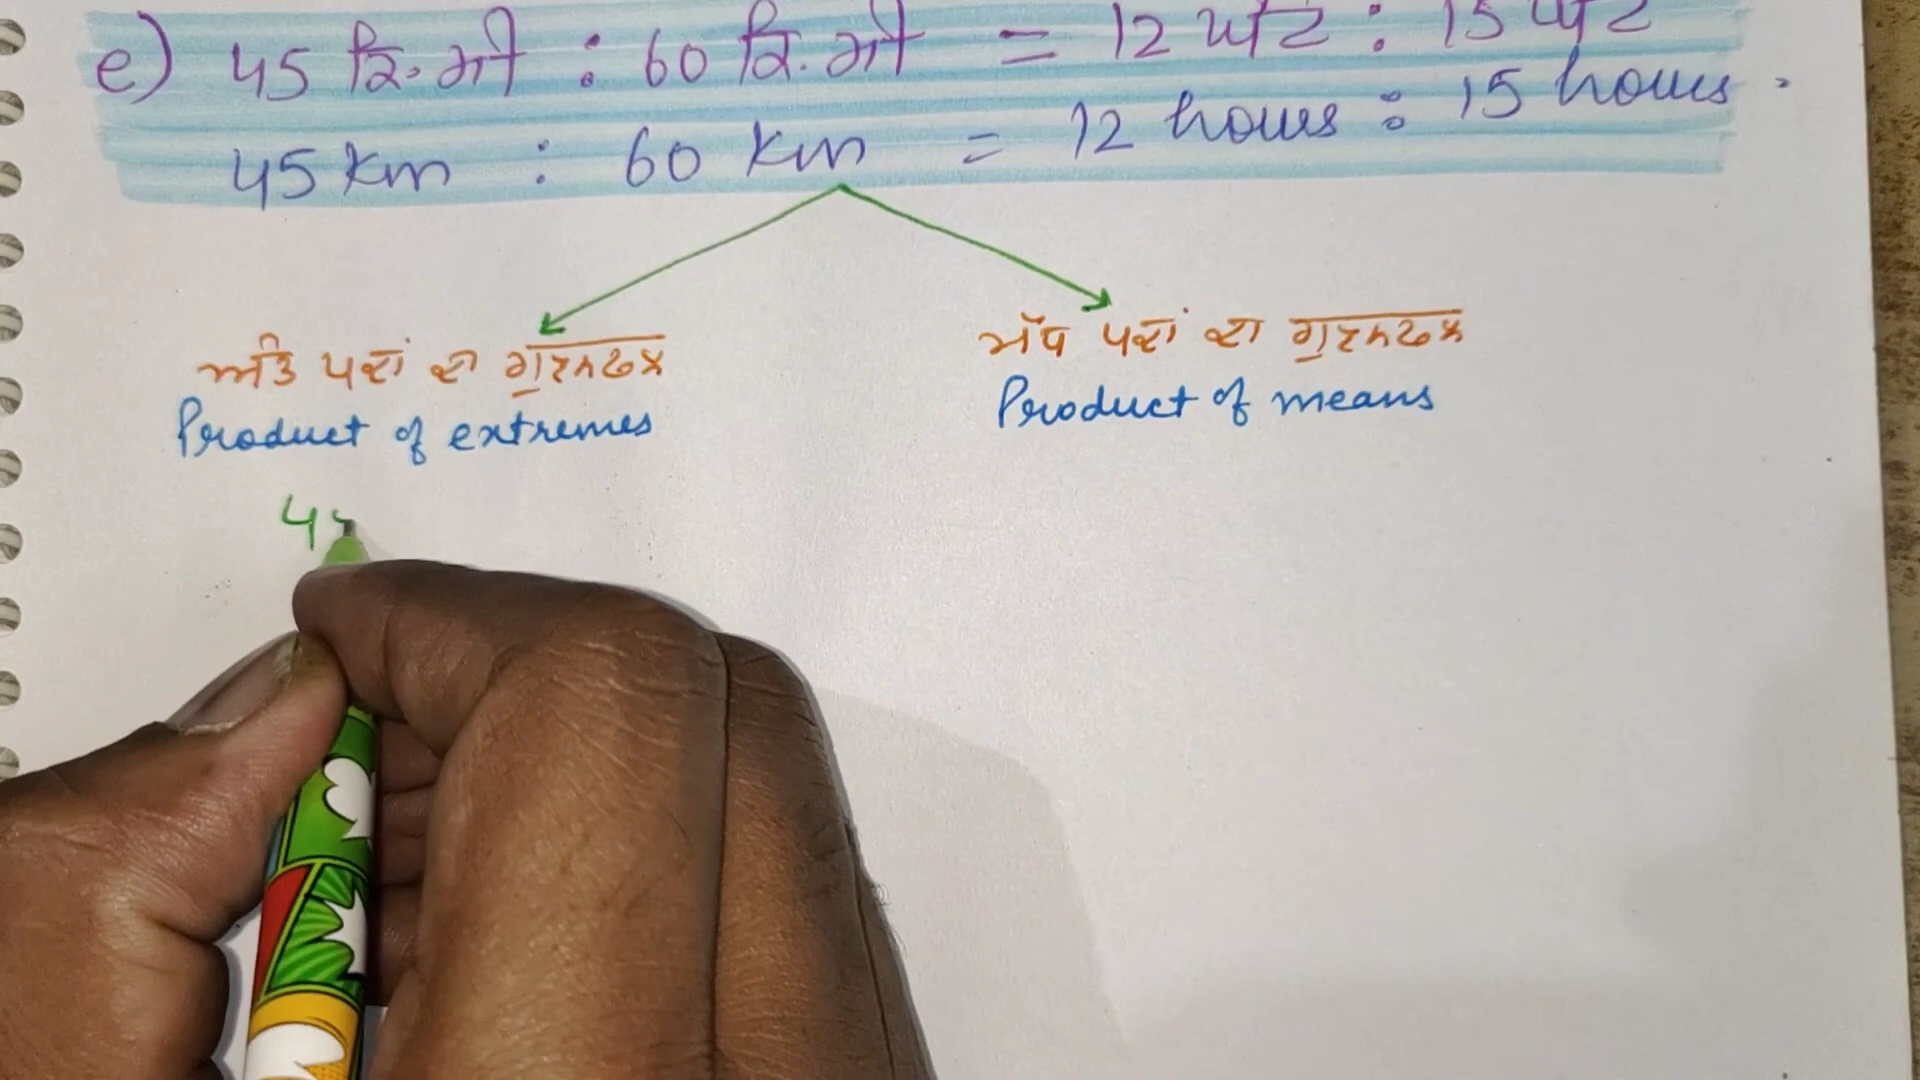 e) 45 ਕਿ.ਮੀ : 60 ਕਿ.ਮੀ = 12 ਘੰਟੇ : 15 ਘੰਟੇ
45 km : 60 km = 12 hours : 15 hours .
ਅੰਤ ਪਦਾਂ ਦਾ ਗੁਣਨਫਲ
ਮੱਧ ਪਦਾਂ ਦਾ ਗੁਣਨਫਲ
Product of extremes
Product of means